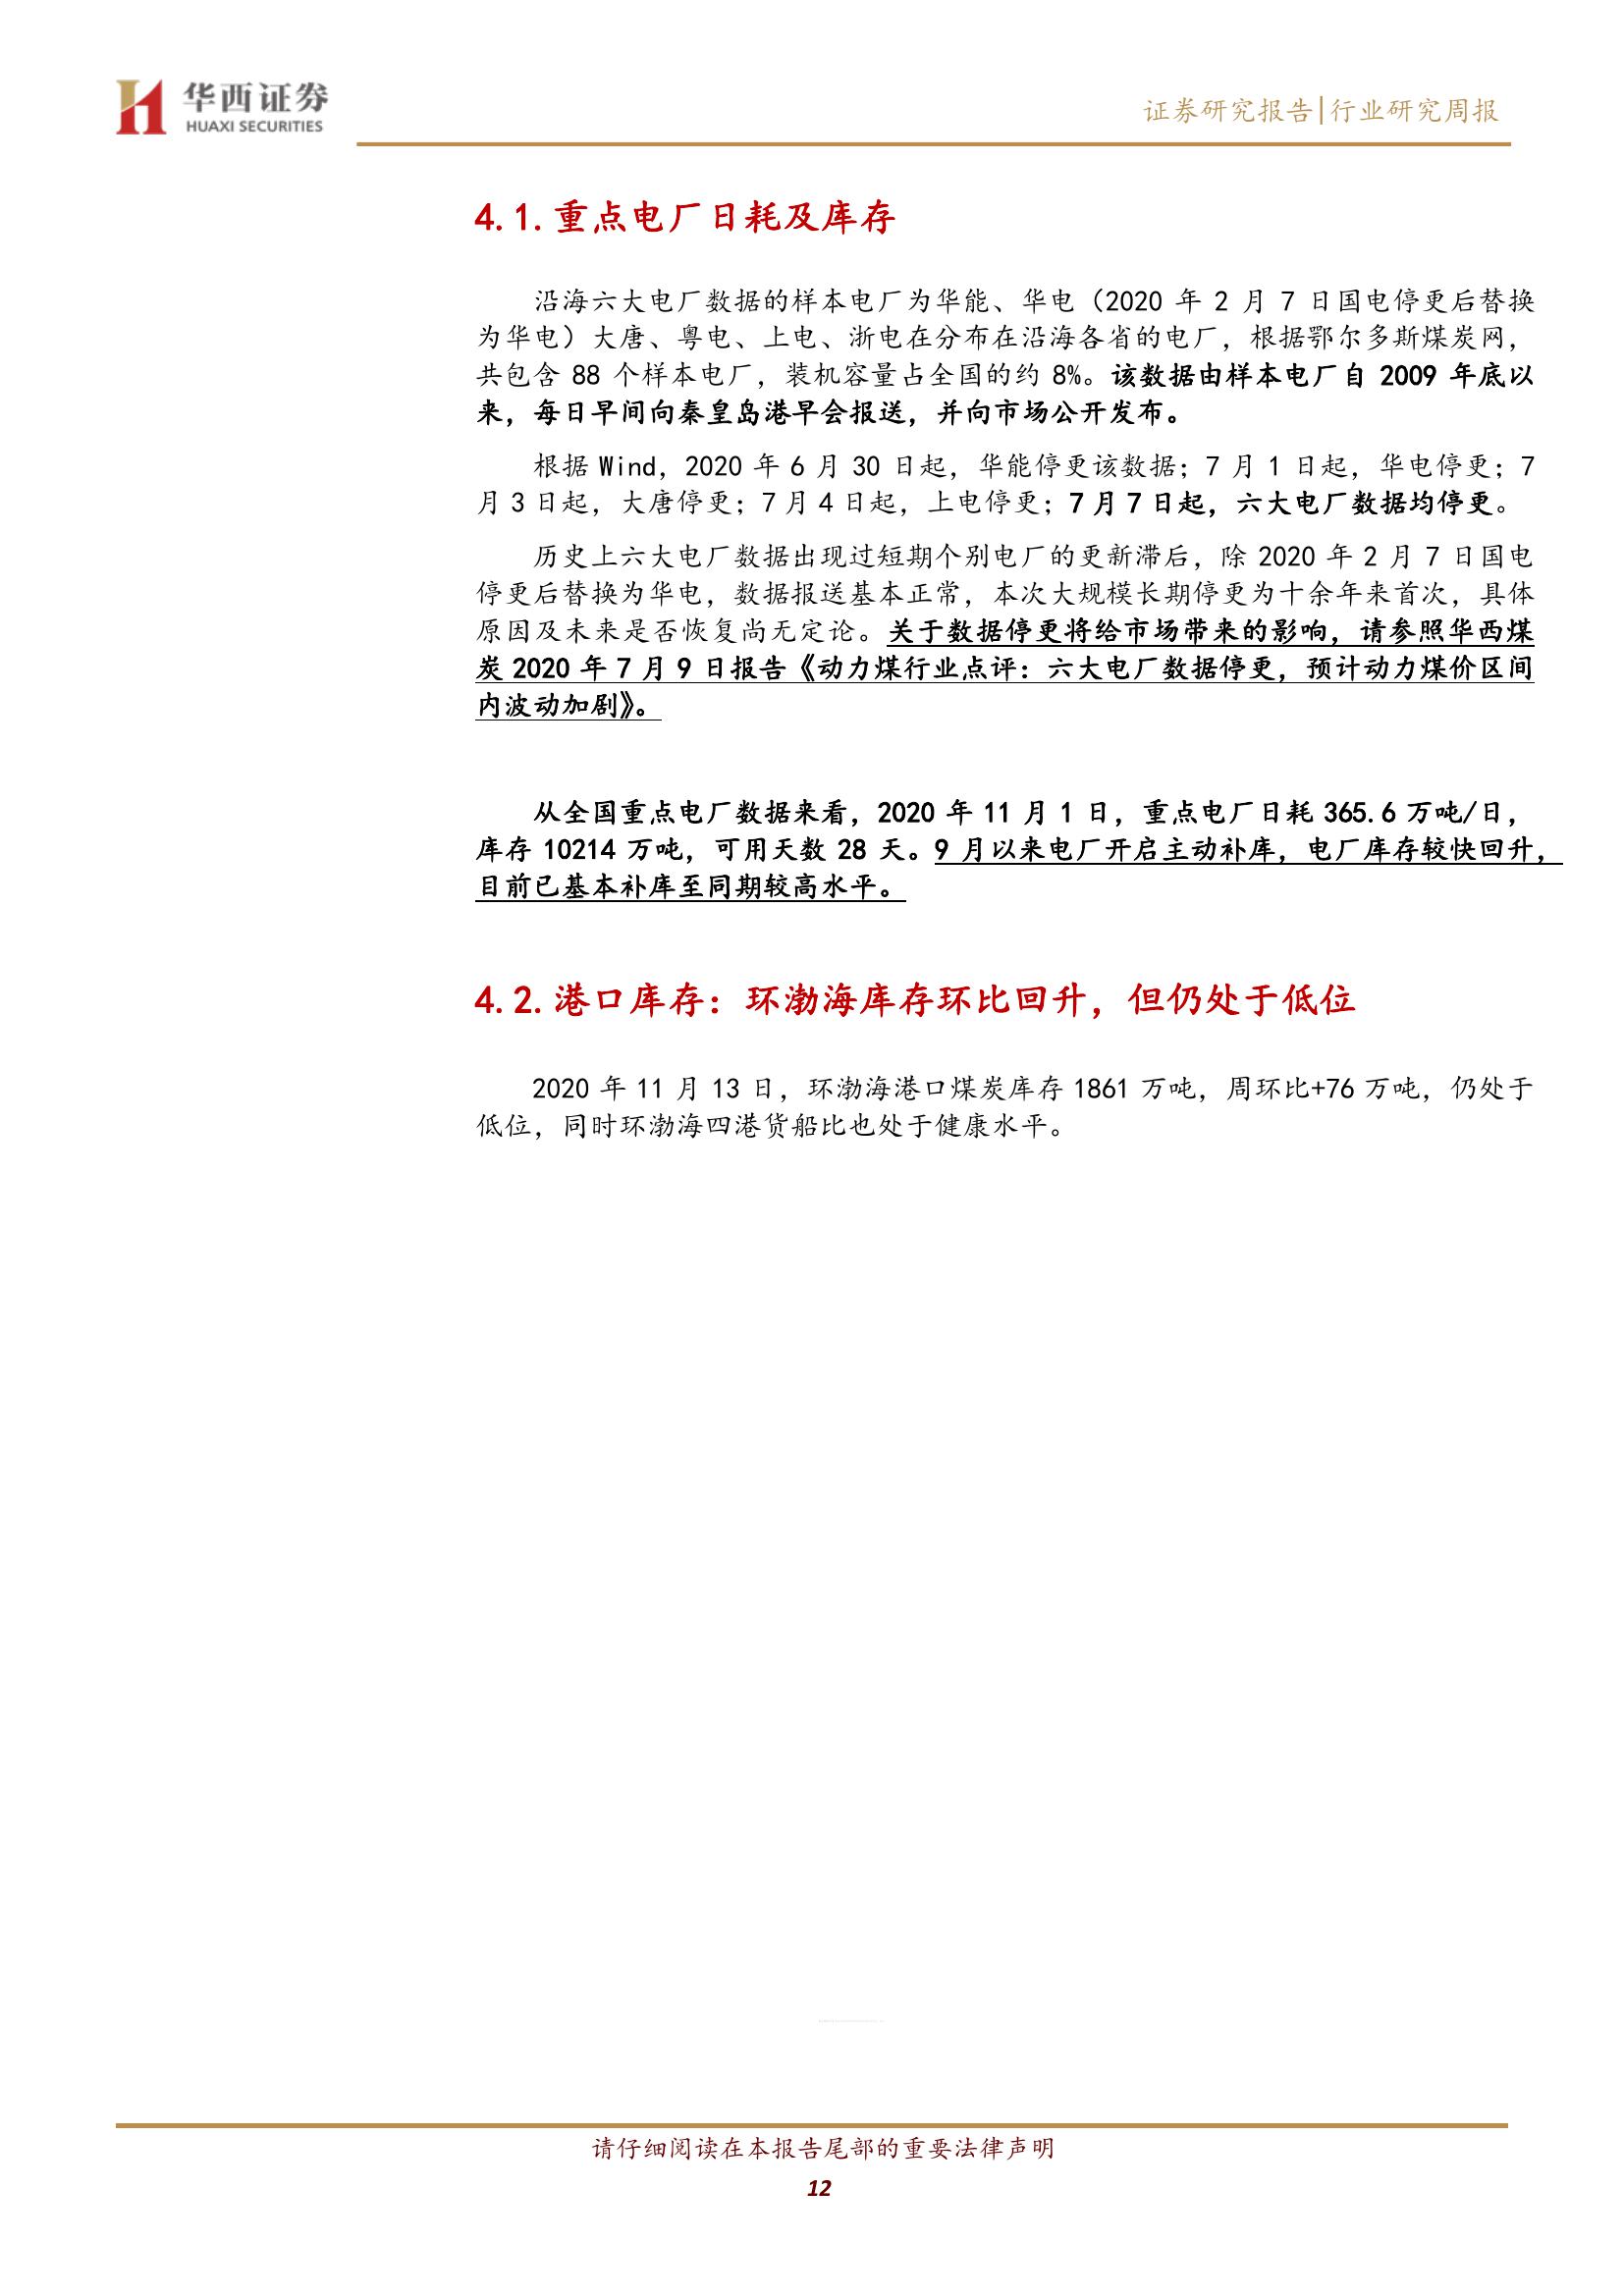 华西证券
HUAXI SECURITIES
证券研究报告|行业研究周报
4.1.重点电厂日耗及库存
沿海六大电厂数据的样本电厂为华能、华电（2020 年 2 月 7 日国电停更后替换
为华电）大唐、粤电、上电、浙电在分布在沿海各省的电厂，根据鄂尔多斯煤炭网，
共包含 88 个样本电厂，装机容量占全国的约 8%。该数据由样本电厂自 2009 年底以
来，每日早间向秦皇岛港早会报送，并向市场公开发布。
根据 Wind，2020 年 6 月 30 日起，华能停更该数据；7 月 1 日起，华电停更；7
月 3 日起，大唐停更；7 月 4 日起，上电停更；7 月 7 日起，六大电厂数据均停更。
历史上六大电厂数据出现过短期个别电厂的更新滞后，除 2020 年 2 月 7 日国电
停更后替换为华电，数据报送基本正常，本次大规模长期停更为十余年来首次，具体
原因及未来是否恢复尚无定论。关于数据停更将给市场带来的影响，请参照华西煤
炭 2020 年 7 月 9 日报告《动力煤行业点评：六大电厂数据停更，预计动力煤价区间
内波动加剧》。
从全国重点电厂数据来看，2020 年 11 月 1 日，重点电厂日耗 365.6 万吨/日，
库存 10214 万吨，可用天数 28 天。9 月以来电厂开启主动补库，电厂库存较快回升，
目前已基本补库至同期较高水平。
4.2.港口库存：环渤海库存环比回升，但仍处于低位
2020 年 11 月 13 日，环渤海港口煤炭库存 1861 万吨，周环比+76 万吨，仍处于
低位，同时环渤海四港货船比也处于健康水平。
请仔细阅读在本报告尾部的重要法律声明
12